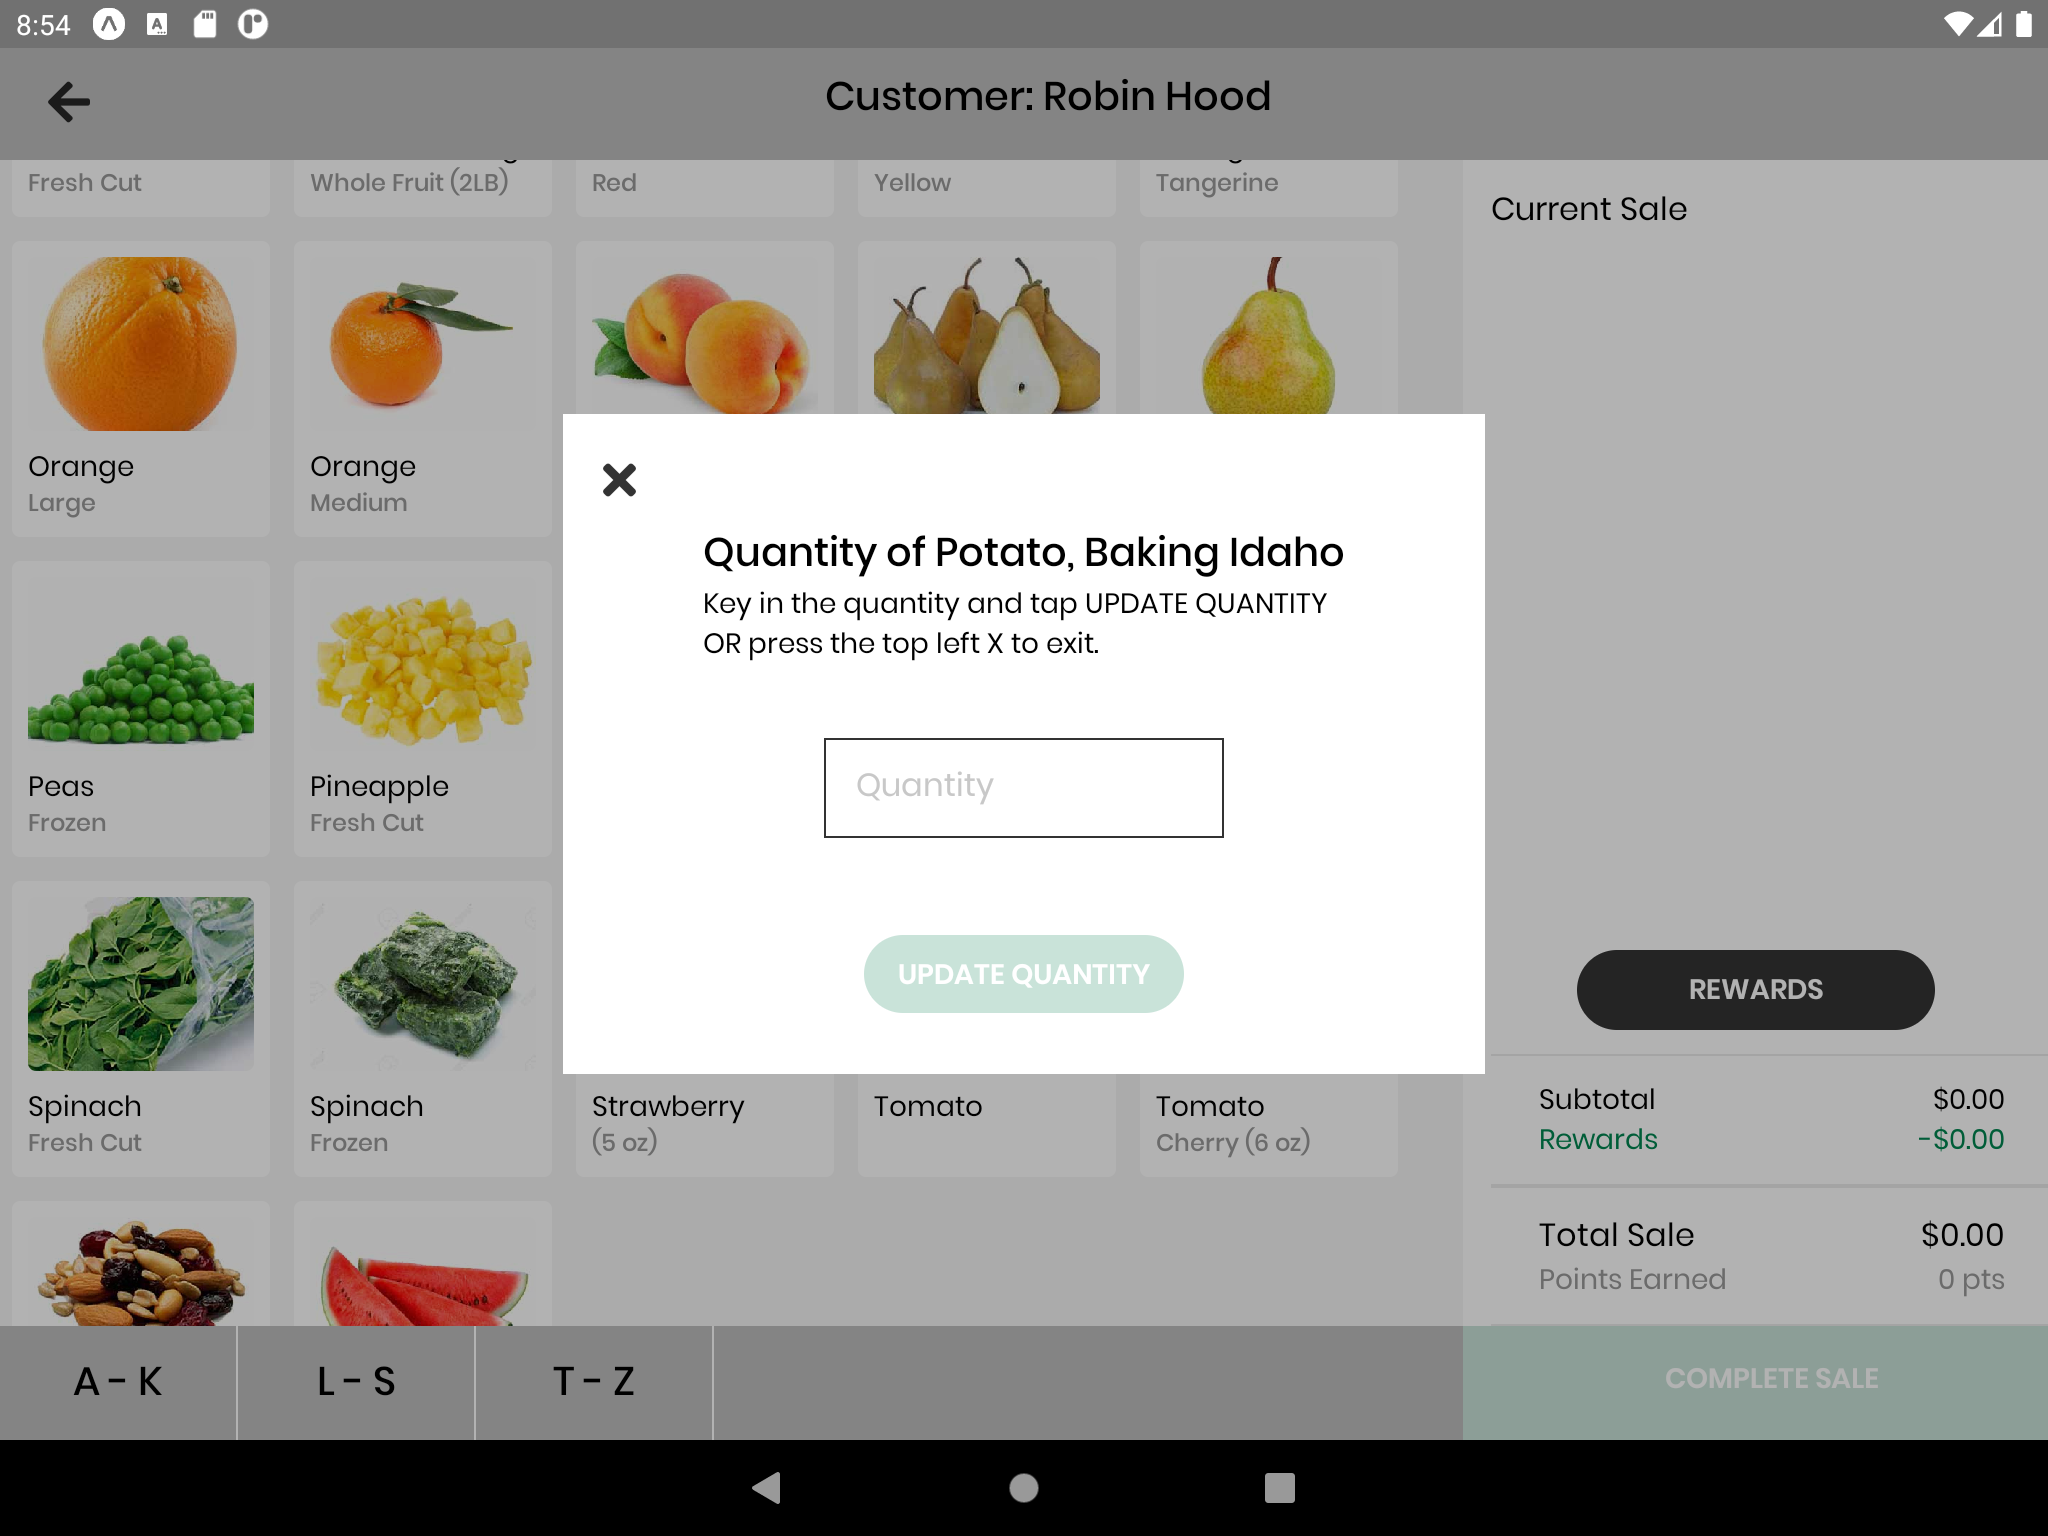 8:54
Customer: Robin Hood
Fresh Cut
Whole Fruit (2LB)
Red
Yellow
Tangerine
Current Sale
Orange
Large
Orange
Medium
Quantity of Potato, Baking Idaho
Key in the quantity and tap UPDATE QUANTITY
OR press the top left X to exit.
Quantity
UPDATE QUANTITY
Peas
Frozen
Pineapple
Fresh Cut
Spinach
Fresh Cut
Spinach
Frozen
Strawberry
(5 oz)
Tomato
Tomato
Cherry (6 oz)
REWARDS
Subtotal
$0.00
Rewards
-$0.00
Total Sale
$0.00
Points Earned
0 pts
A - K
L - S
T - Z
COMPLETE SALE